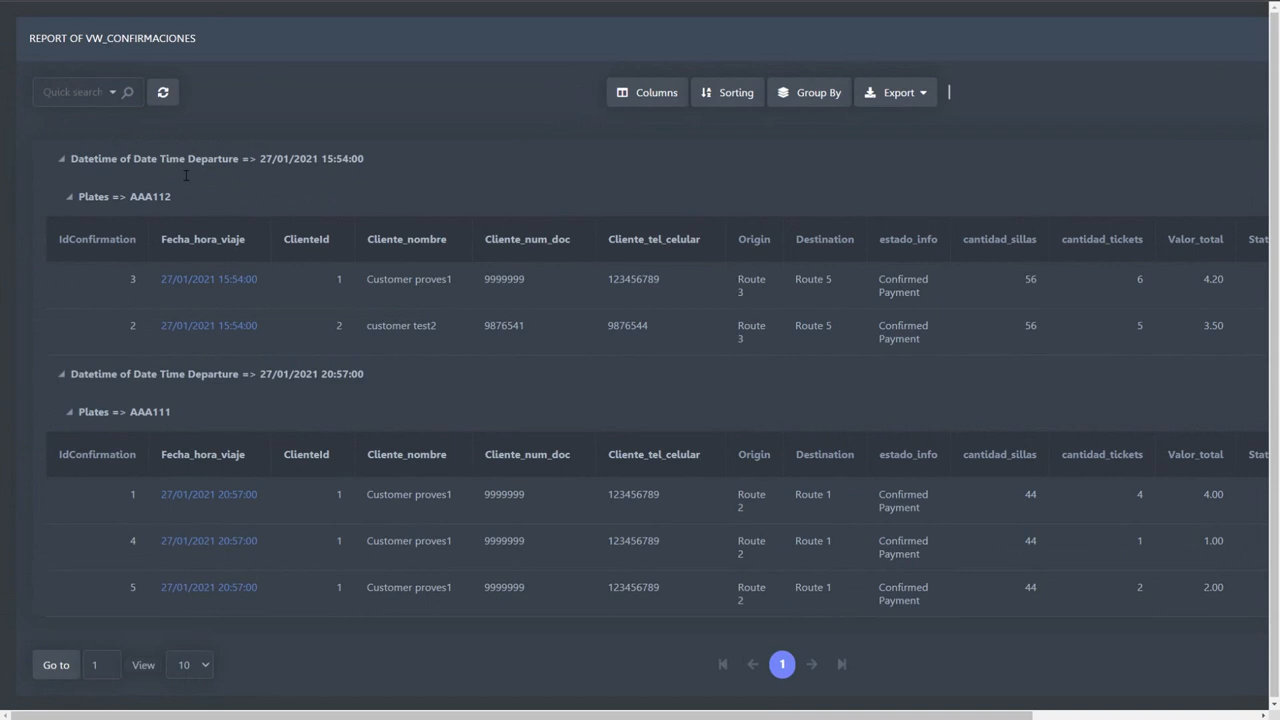 REPORT OF VW_CONFIRMACIONES
Quick search
Columns Sorting Group By Export
Datetime of Date Time Departure => 27/01/2021 15:54:00
Plates => AAA112
IdConfirmation Fecha_hora_viaje ClienteId Cliente_nombre Cliente_num_doc Cliente_tel_celular Origin Destination estado_info cantidad_sillas cantidad_tickets Valor_total Stat
3 27/01/2021 15:54:00 1 Customer proves1 9999999 123456789 Route Route 5 Confirmed 56 6 4.20
3 Payment
2 27/01/2021 15:54:00 2 customer test2 9876541 9876544 Route Route 5 Confirmed 56 5 3.50
3 Payment
Datetime of Date Time Departure => 27/01/2021 20:57:00
Plates => AAA111
IdConfirmation Fecha_hora_viaje ClienteId Cliente_nombre Cliente_num_doc Cliente_tel_celular Origin Destination estado_info cantidad_sillas cantidad_tickets Valor_total Stat
1 27/01/2021 20:57:00 1 Customer proves1 9999999 123456789 Route Route 1 Confirmed 44 4 4.00
2 Payment
4 27/01/2021 20:57:00 1 Customer proves1 9999999 123456789 Route Route 1 Confirmed 44 1 1.00
2 Payment
5 27/01/2021 20:57:00 1 Customer proves1 9999999 123456789 Route Route 1 Confirmed 44 2 2.00
2 Payment
Go to 1 View 10 1